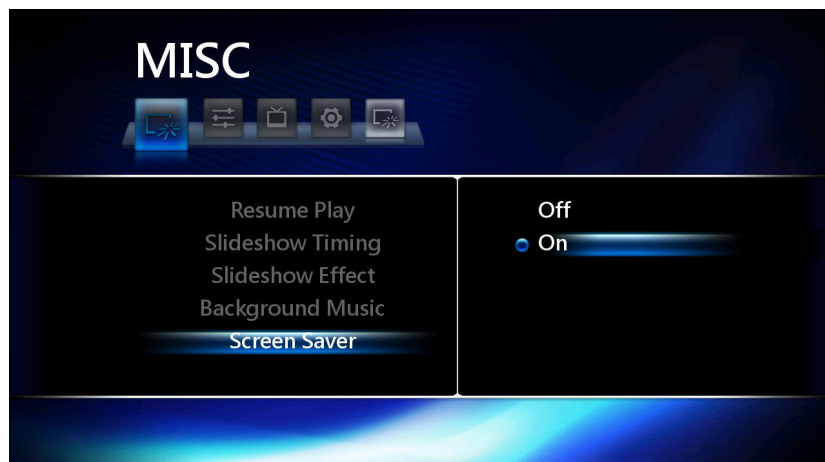 MISC
Resume Play
Slideshow Timing
Slideshow Effect
Background Music
Screen Saver
Off
On